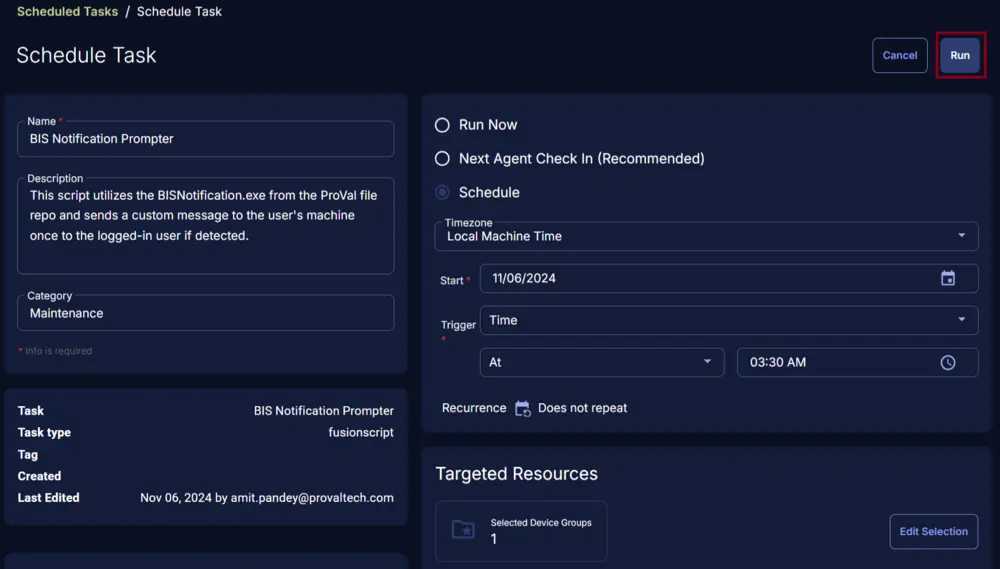 Scheduled Tasks / Schedule Task
Schedule Task
Cancel
Run
Name *
BIS Notification Prompter
Description
This script utilizes the BISNotification.exe from the ProVal file
repo and sends a custom message to the user's machine
once to the logged-in user if detected.
Category
Maintenance
* Info is required
Task BIS Notification Prompter
Task type fusionscript
Tag
Created
Last Edited Nov 06, 2024 by amit.pandey@provaltech.com
Run Now
Next Agent Check In (Recommended)
Schedule
Timezone
Local Machine Time
Start * 11/06/2024
Trigger * Time
At 03:30 AM
Recurrence Does not repeat
Targeted Resources
Selected Device Groups
1
Edit Selection